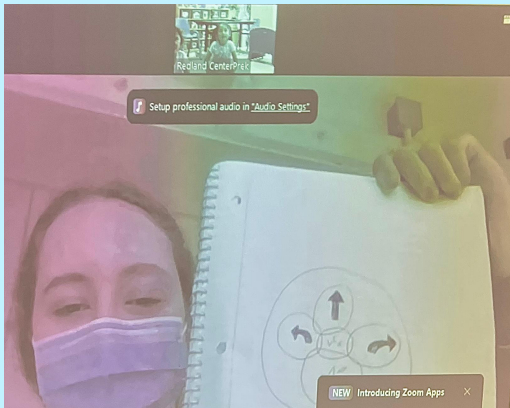 Redland CenterPrek
Setup professional audio in "Audio Settings"
NEW Introducing Zoom Apps